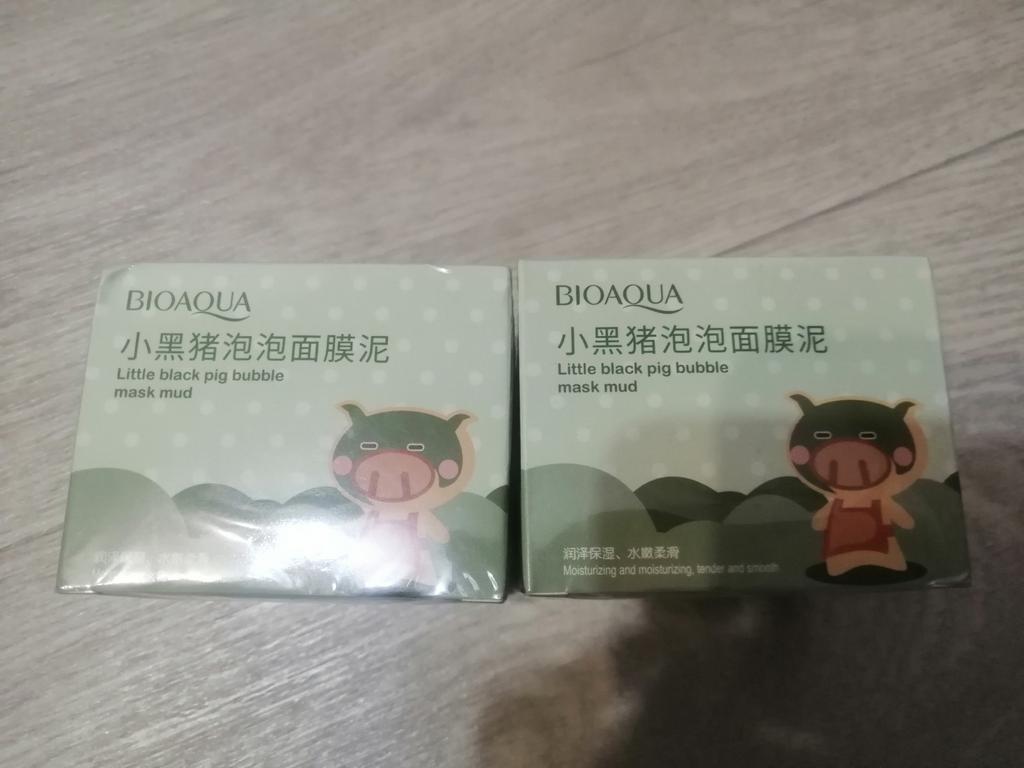 BIOAQUA
小黑猪泡泡面膜泥
Little black pig bubble
mask mud
BIOAQUA
小黑猪泡泡面膜泥
Little black pig bubble
mask mud
润泽保湿、水嫩柔滑
Moisturizing and moisturizing, tender and smooth